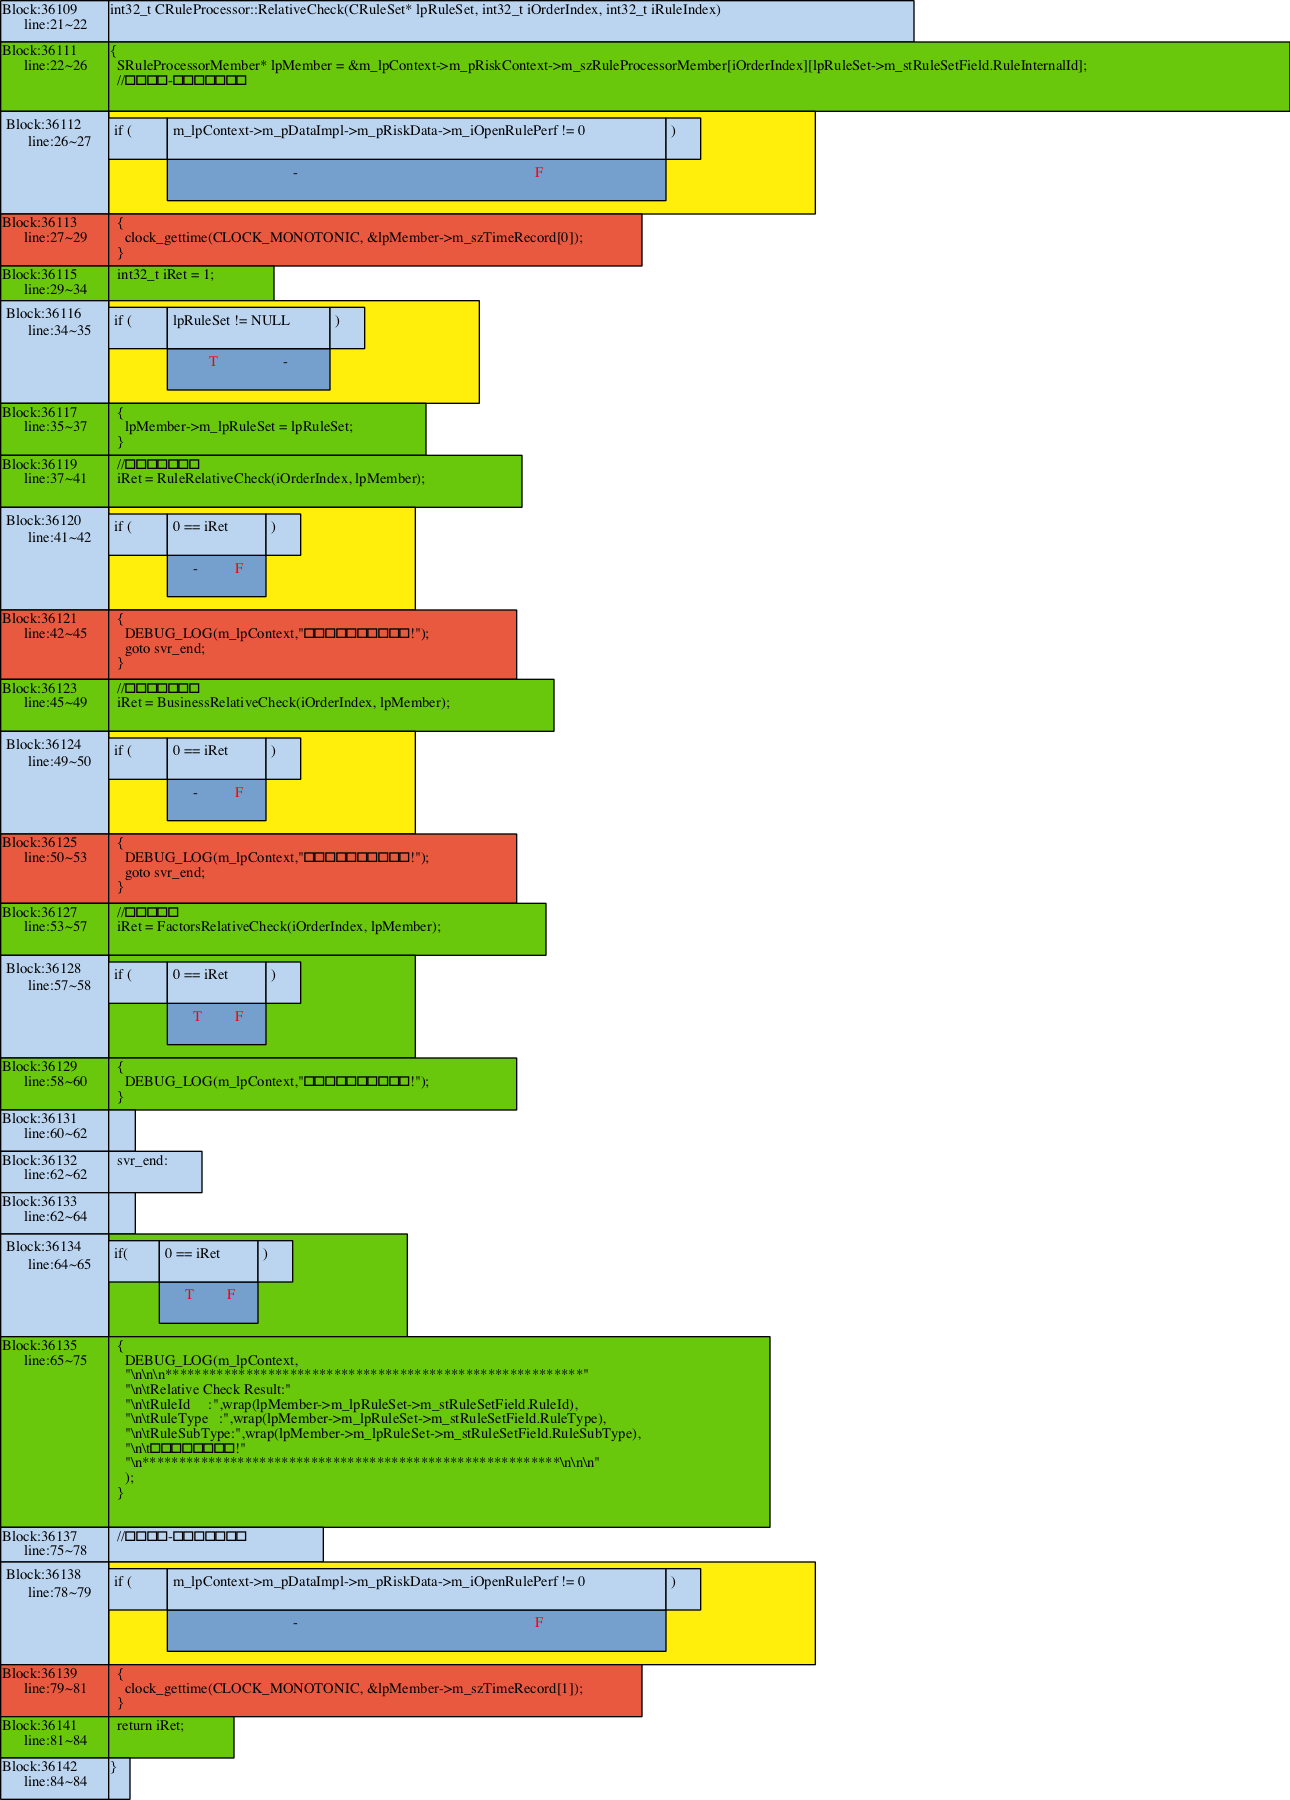 Block:36109 int32_t CRuleProcessor::RelativeCheck(CRuleSet* lpRuleSet, int32_t iOrderIndex, int32_t iRuleIndex)
line:21~22
Block:36111 {
line:22~26 SRuleProcessorMember* lpMember = &m_lpContext->m_pRiskContext->m_szRuleProcessorMember[iOrderIndex][lpRuleSet->m_stRuleSetField.RuleInternalId];
//□□□□-□□□□□□□
Block:36112 if ( m_lpContext->m_pDataImpl->m_pRiskData->m_iOpenRulePerf != 0 )
line:26~27
- F
Block:36113 {
line:27~29 clock_gettime(CLOCK_MONOTONIC, &lpMember->m_szTimeRecord[0]);
}
Block:36115 int32_t iRet = 1;
line:29~34
Block:36116 if ( lpRuleSet != NULL )
line:34~35
T -
Block:36117 {
line:35~37 lpMember->m_lpRuleSet = lpRuleSet;
}
Block:36119 //□□□□□□□
line:37~41 iRet = RuleRelativeCheck(iOrderIndex, lpMember);
Block:36120 if ( 0 == iRet )
line:41~42
- F
Block:36121 {
line:42~45 DEBUG_LOG(m_lpContext,"□□□□□□□□□□!");
goto svr_end;
}
Block:36123 //□□□□□□□
line:45~49 iRet = BusinessRelativeCheck(iOrderIndex, lpMember);
Block:36124 if ( 0 == iRet )
line:49~50
- F
Block:36125 {
line:50~53 DEBUG_LOG(m_lpContext,"□□□□□□□□□□!");
goto svr_end;
}
Block:36127 //□□□□□
line:53~57 iRet = FactorsRelativeCheck(iOrderIndex, lpMember);
Block:36128 if ( 0 == iRet )
line:57~58
T F
Block:36129 {
line:58~60 DEBUG_LOG(m_lpContext,"□□□□□□□□□□!");
}
Block:36131
line:60~62
Block:36132 svr_end:
line:62~62
Block:36133
line:62~64
Block:36134 if( 0 == iRet )
line:64~65
T F
Block:36135 {
line:65~75 DEBUG_LOG(m_lpContext,
"\n\n\n*********************************************************"
"\n\tRelative Check Result:"
"\n\tRuleId :",wrap(lpMember->m_lpRuleSet->m_stRuleSetField.RuleId),
"\n\tRuleType :",wrap(lpMember->m_lpRuleSet->m_stRuleSetField.RuleType),
"\n\tRuleSubType:",wrap(lpMember->m_lpRuleSet->m_stRuleSetField.RuleSubType),
"\n\t□□□□□□□□!"
"\n*********************************************************\n\n\n"
);
}
Block:36137 //□□□□-□□□□□□□
line:75~78
Block:36138 if ( m_lpContext->m_pDataImpl->m_pRiskData->m_iOpenRulePerf != 0 )
line:78~79
- F
Block:36139 {
line:79~81 clock_gettime(CLOCK_MONOTONIC, &lpMember->m_szTimeRecord[1]);
}
Block:36141 return iRet;
line:81~84
Block:36142 }
line:84~84